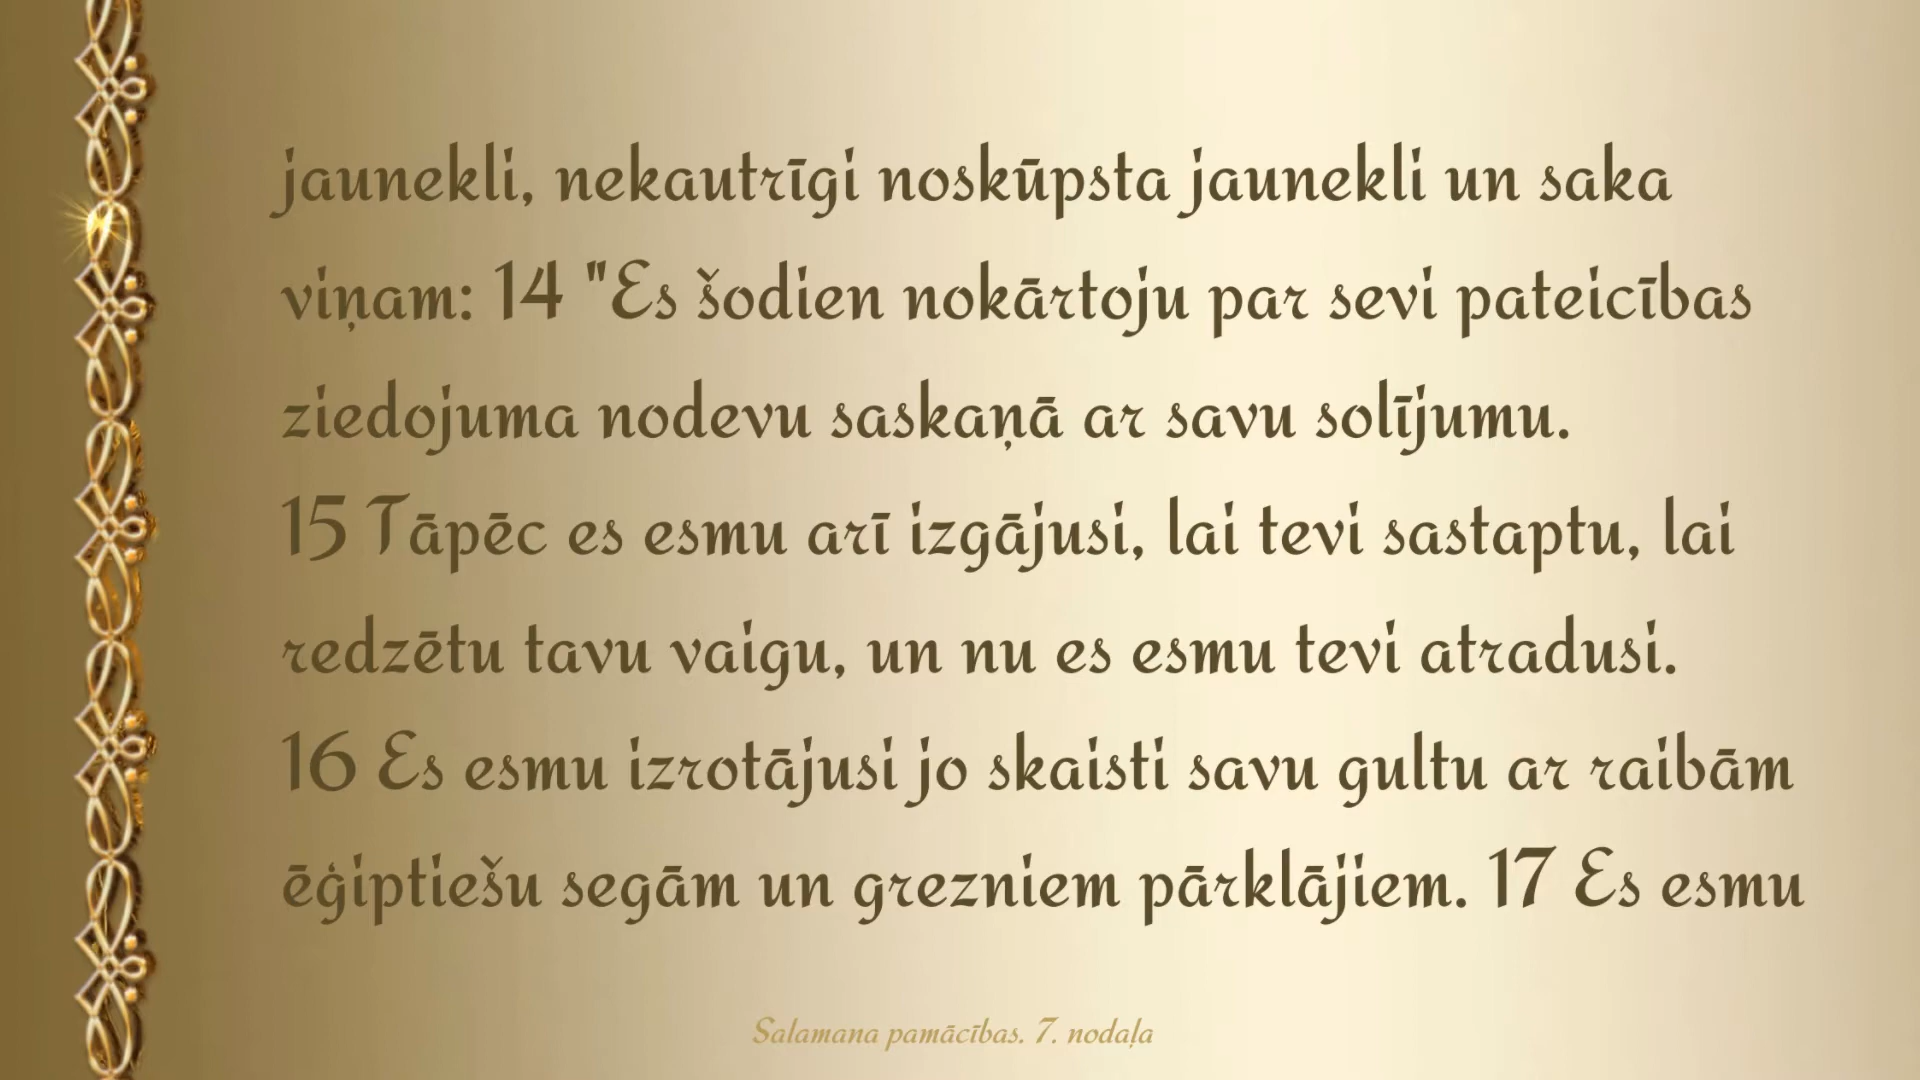 jaunekli, nekautrīgi noskūpsta jaunekli un saka
viņam: 14 "Es šodien nokārtoju par sevi pateicības
ziedojuma nodevu saskaņā ar savu solījumu.
15 Tāpēc es esmu arī izgājusi, lai tevi sastaptu, lai
redzētu tavu vaigu, un nu es esmu tevi atradusi.
16 Es esmu izrotājusi jo skaisti savu gultu ar raibām
ēģiptiešu segām un grezniem pārklājiem. 17 Es esmu
Salamana pamācības. 7. nodaļa